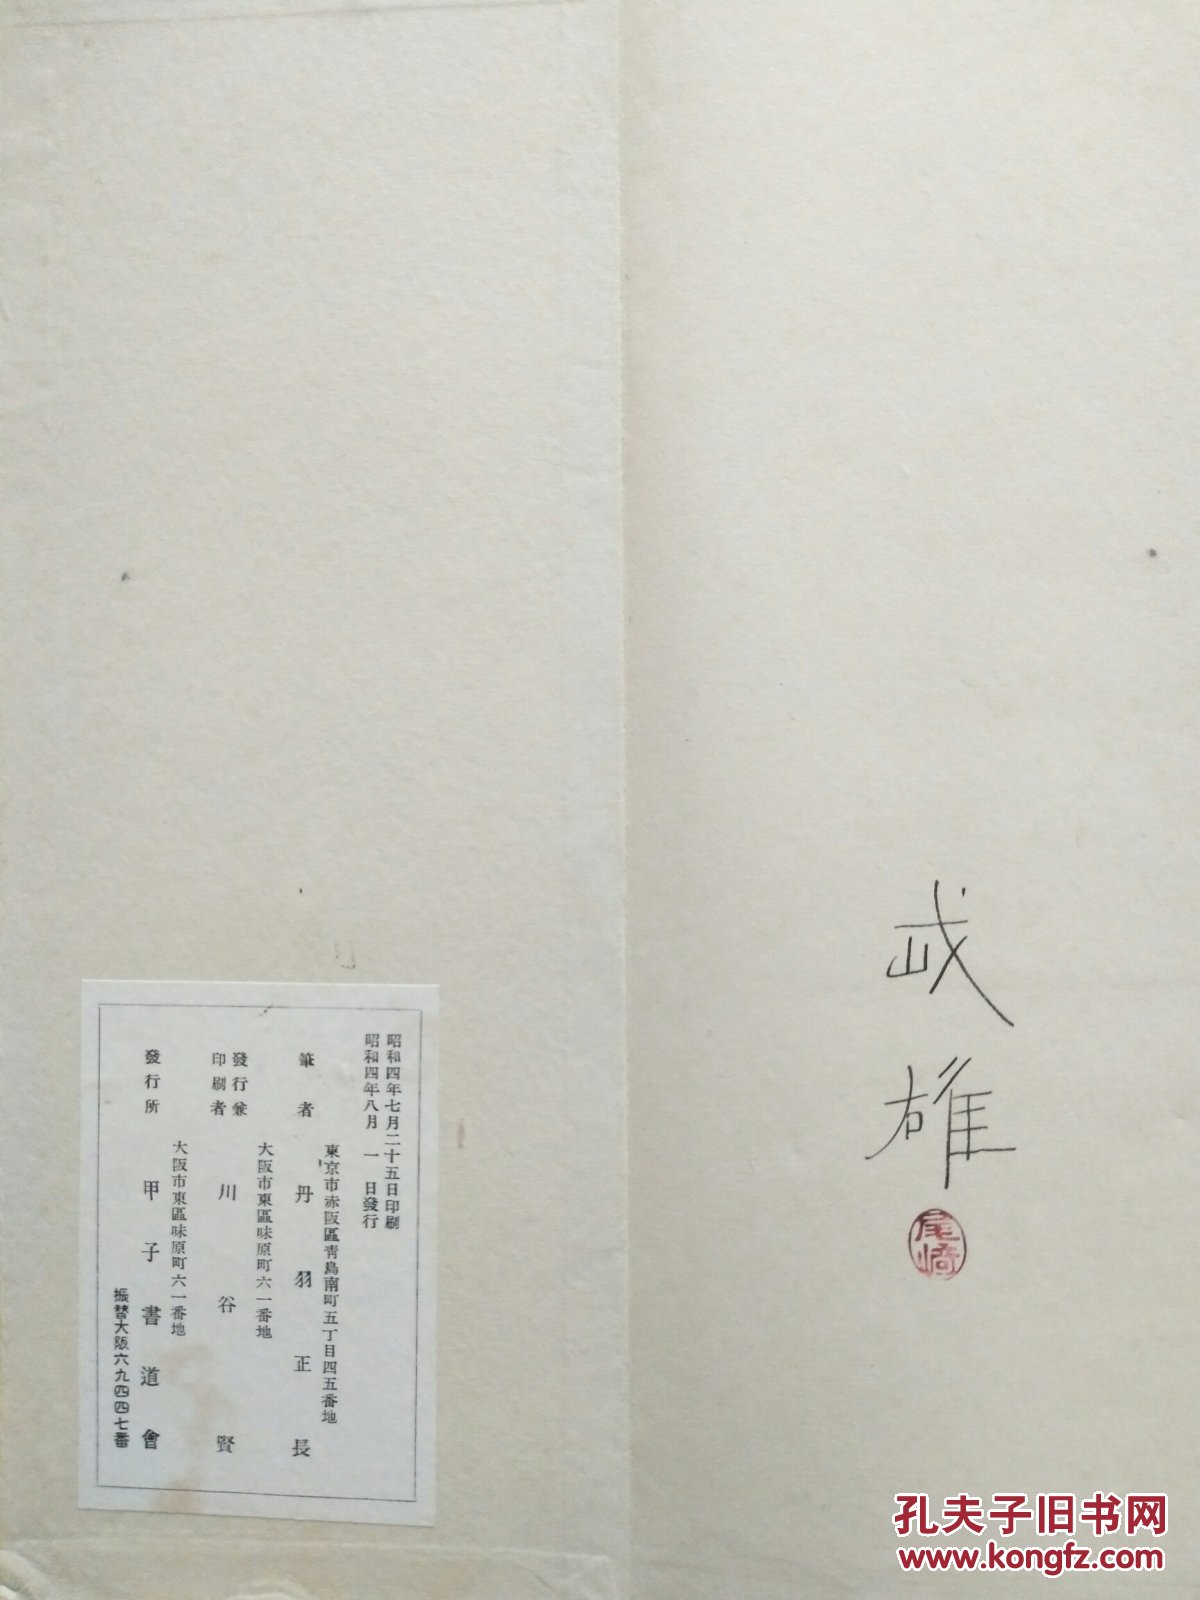 武雄
尾崎
昭和四年七月二十五日印刷
昭和四年八月一日發行
東京市赤阪區青島南町五丁目四五番地
筆者 丹羽正長
大阪市東區味原町六一番地
發行兼
印刷者 川谷賢
大阪市東區味原町六一番地
發行所 甲子書道會
振替大阪六九四四七番
孔夫子旧书网
www.kongfz.com